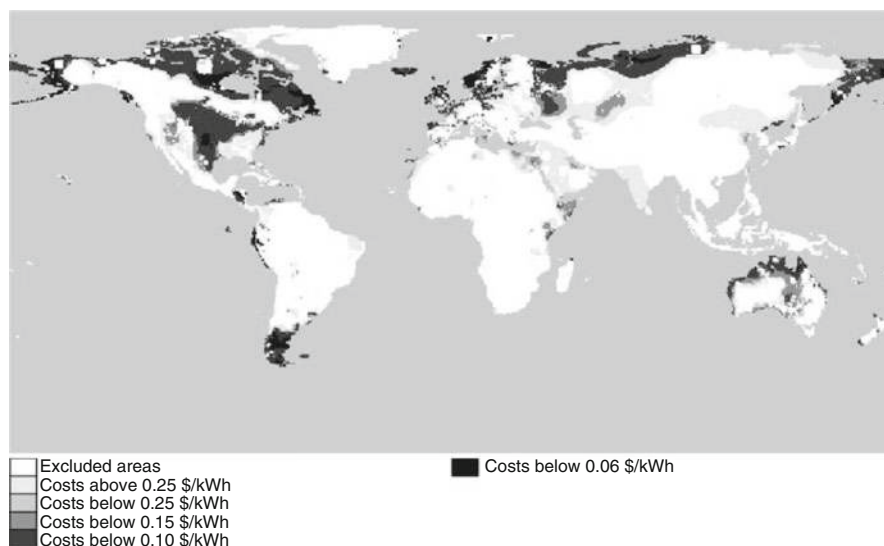 Excluded areas
Costs above 0.25 $/kWh
Costs below 0.25 $/kWh
Costs below 0.15 $/kWh
Costs below 0.10 $/kWh
Costs below 0.06 $/kWh